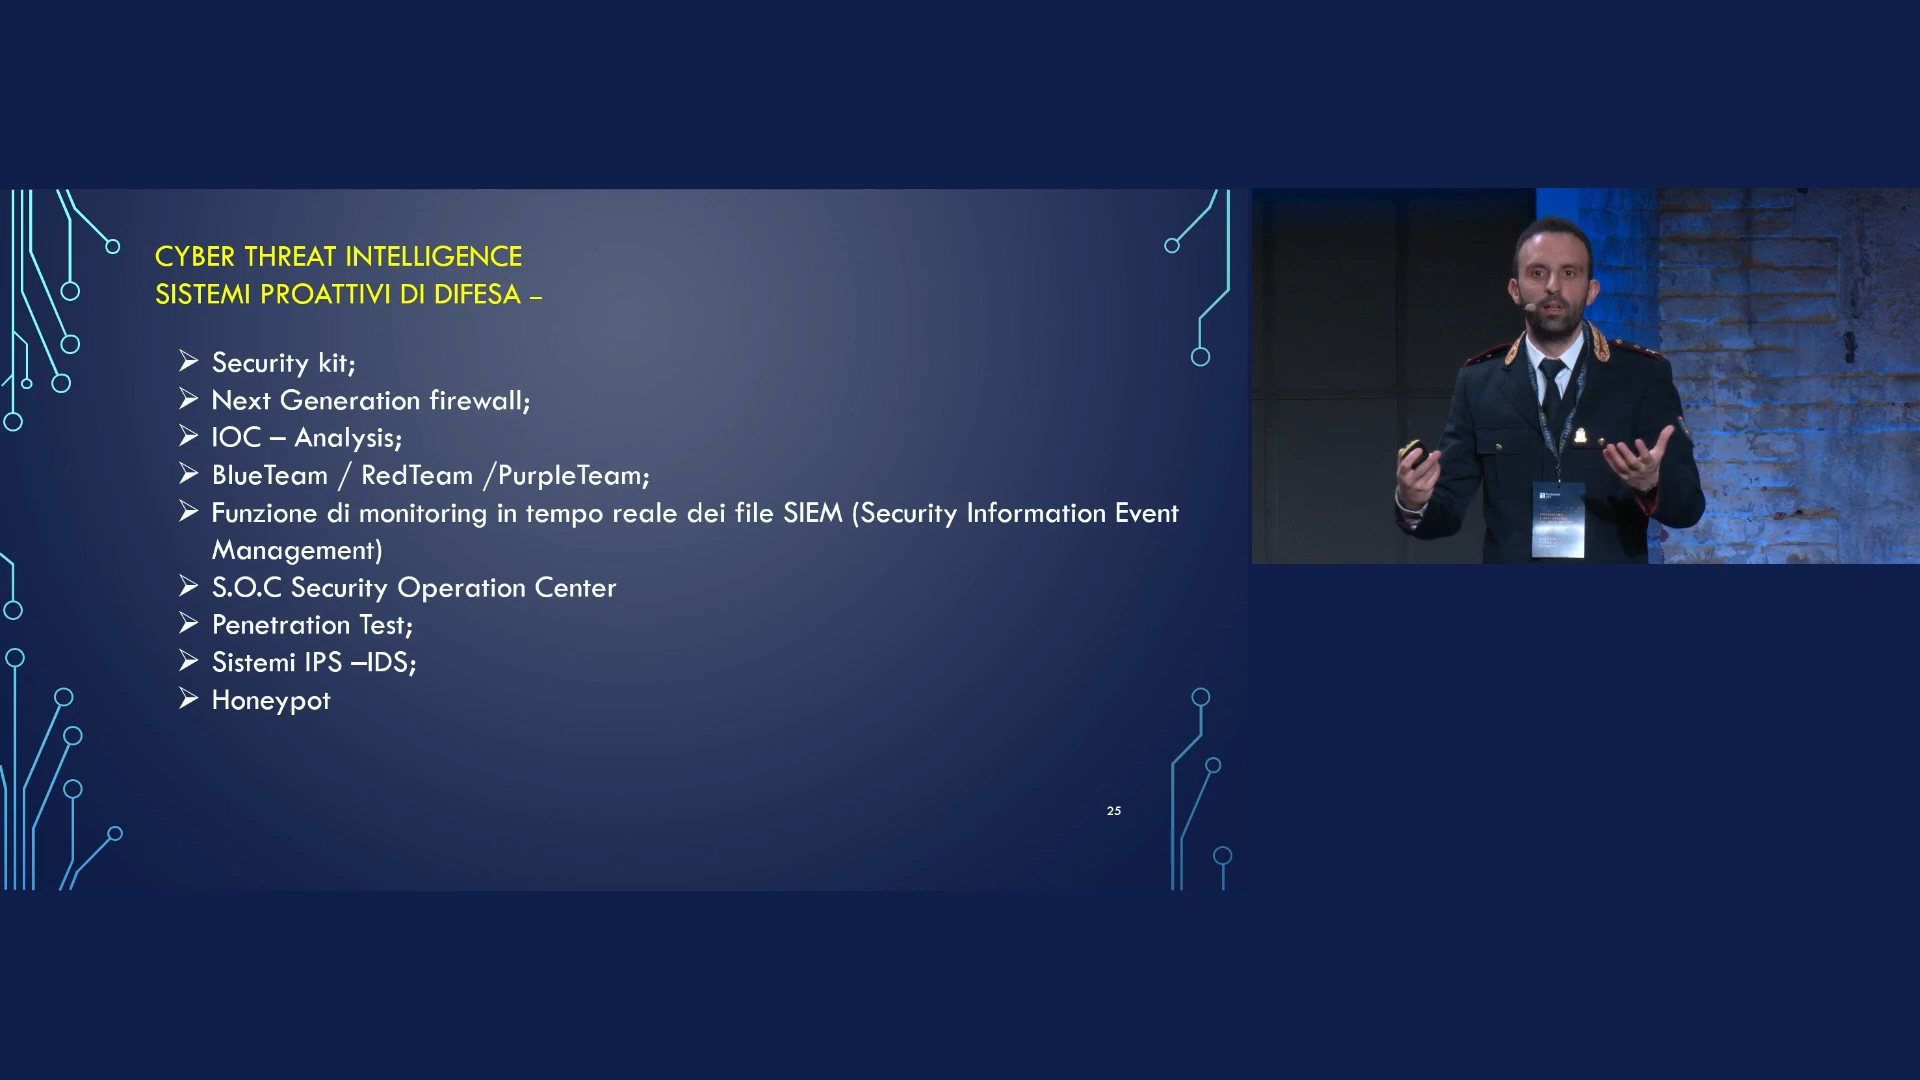 CYBER THREAT INTELLIGENCE
SISTEMI PROATTIVI DI DIFESA –
Security kit;
Next Generation firewall;
IOC – Analysis;
BlueTeam / RedTeam /PurpleTeam;
Funzione di monitoring in tempo reale dei file SIEM (Security Information Event
Management)
S.O.C Security Operation Center
Penetration Test;
Sistemi IPS –IDS;
Honeypot
25